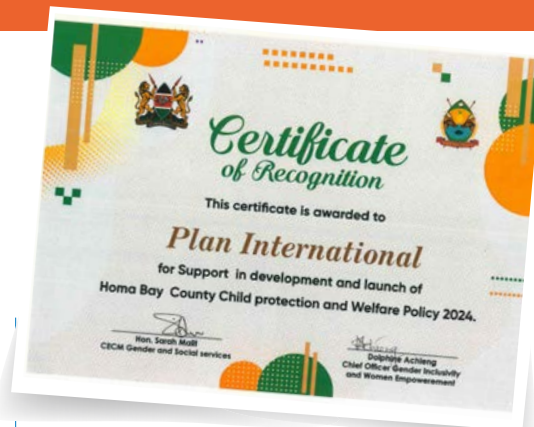 Certificate
of Recognition
This certificate is awarded to
Plan International
for Support in development and launch of
Homa Bay County Child protection and Welfare Policy 2024.
Hon. Sarah Malit
CECM Gender and Social services
Dolphine Achieng
Chief Officer Gender Inclusivity
and Women Empowerement